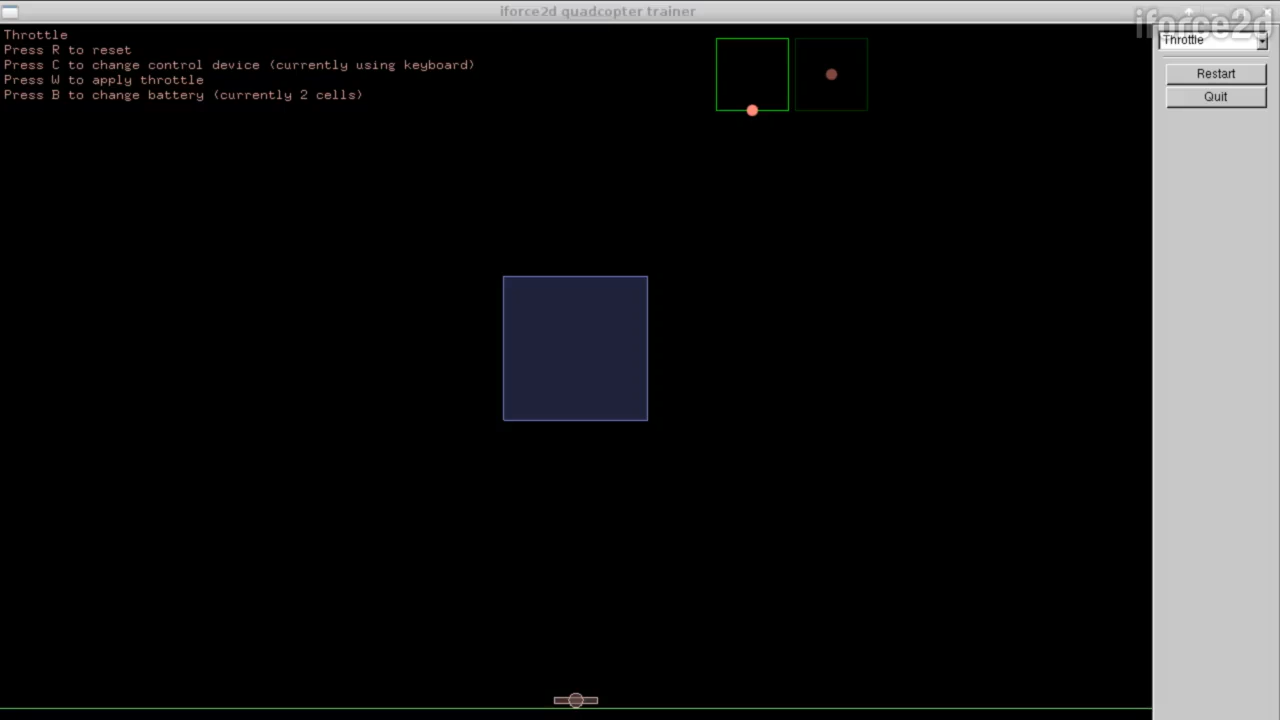 iforce2d quadcopter trainer
iforce2d
Throttle
Press R to reset
Press C to change control device (currently using keyboard)
Press W to apply throttle
Press B to change battery (currently 2 cells)
Throttle
Restart
Quit